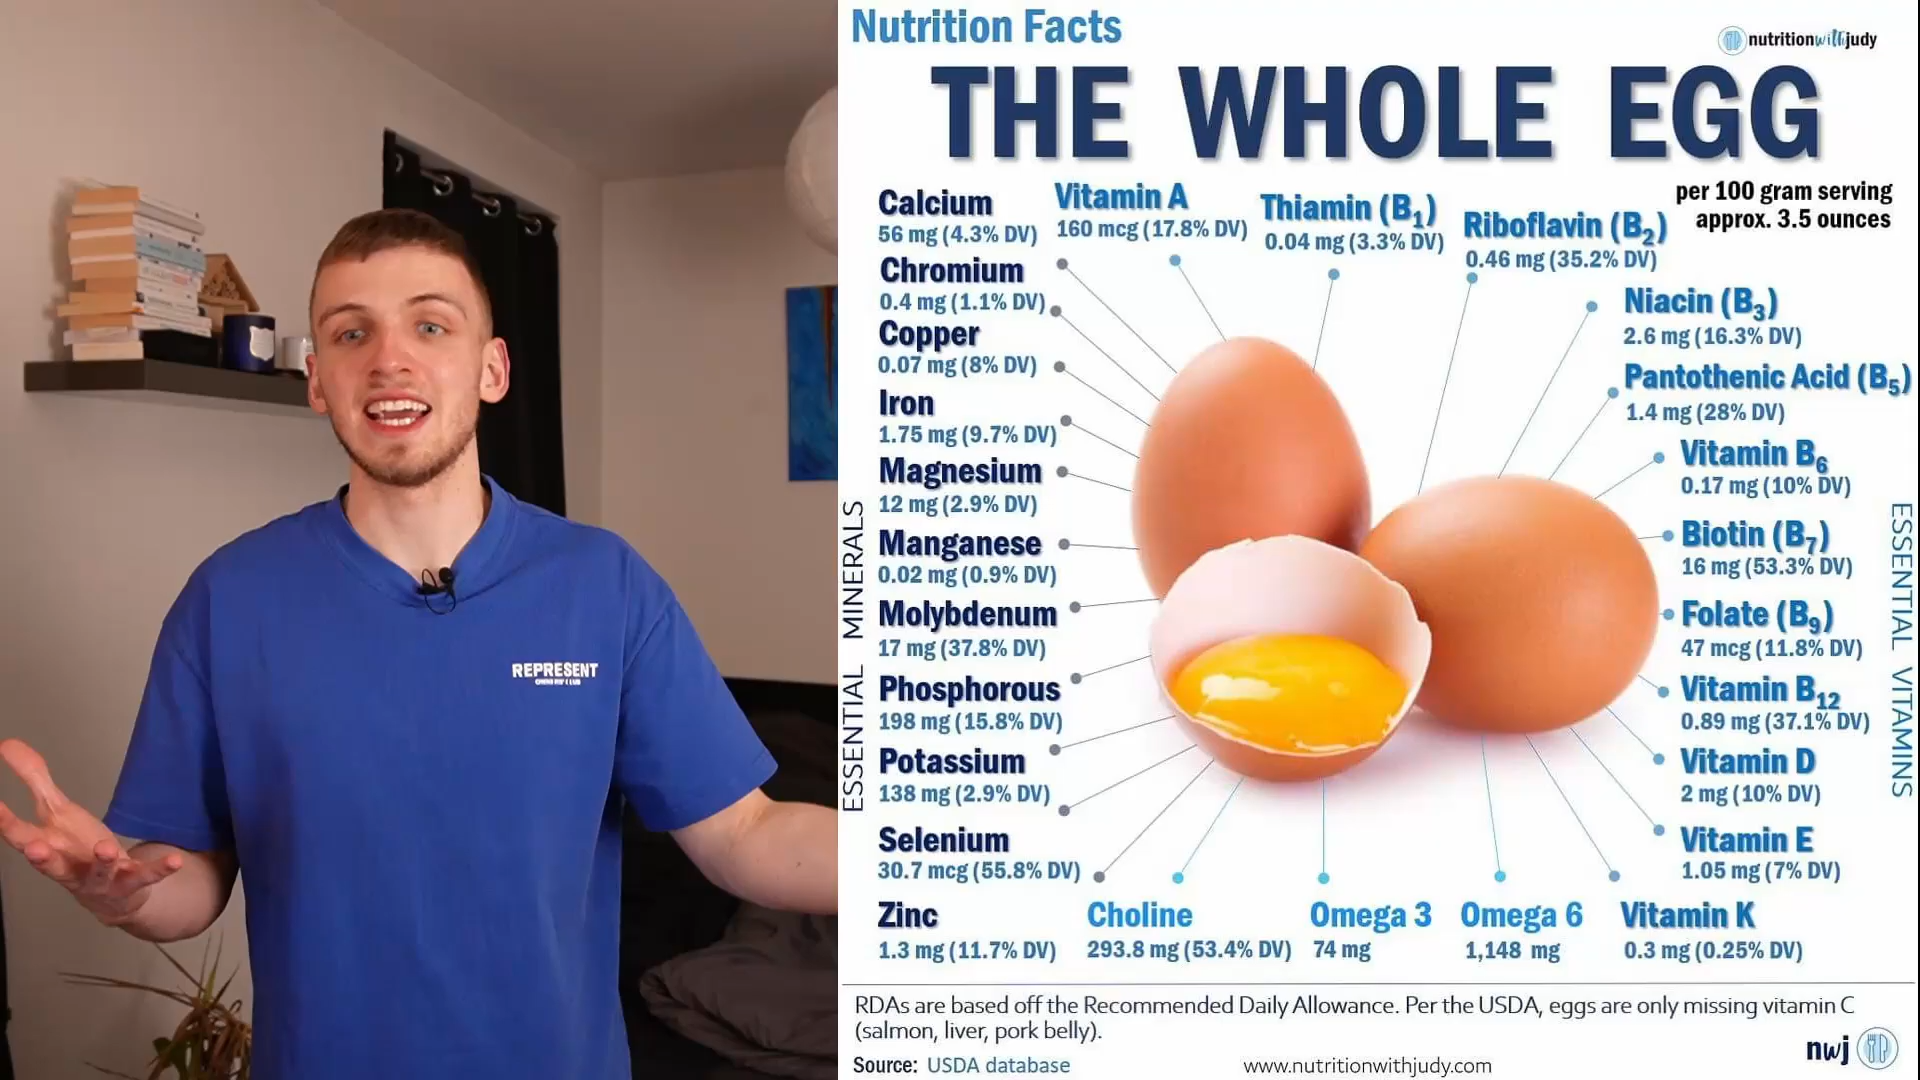 Nutrition Facts
nutritionwithjudy
THE WHOLE EGG
per 100 gram serving
approx. 3.5 ounces
Calcium
56 mg (4.3% DV)
Chromium
0.4 mg (1.1% DV)
Copper
0.07 mg (8% DV)
Iron
1.75 mg (9.7% DV)
Magnesium
12 mg (2.9% DV)
Manganese
0.02 mg (0.9% DV)
Molybdenum
17 mg (37.8% DV)
Phosphorous
198 mg (15.8% DV)
Potassium
138 mg (2.9% DV)
Selenium
30.7 mcg (55.8% DV)
Zinc
1.3 mg (11.7% DV)
ESSENTIAL MINERALS
Vitamin A
160 mcg (17.8% DV)
Thiamin (B1)
0.04 mg (3.3% DV)
Riboflavin (B2)
0.46 mg (35.2% DV)
Niacin (B3)
2.6 mg (16.3% DV)
Pantothenic Acid (B5)
1.4 mg (28% DV)
Vitamin B6
0.17 mg (10% DV)
Biotin (B7)
16 mg (53.3% DV)
Folate (B9)
47 mcg (11.8% DV)
Vitamin B12
0.89 mg (37.1% DV)
Vitamin D
2 mg (10% DV)
Vitamin E
1.05 mg (7% DV)
ESSENTIAL VITAMINS
Choline
293.8 mg (53.4% DV)
Omega 3
74 mg
Omega 6
1,148 mg
Vitamin K
0.3 mg (0.25% DV)
RDAs are based off the Recommended Daily Allowance. Per the USDA, eggs are only missing vitamin C
(salmon, liver, pork belly).
Source: USDA database
www.nutritionwithjudy.com
nwj
REPRESENT